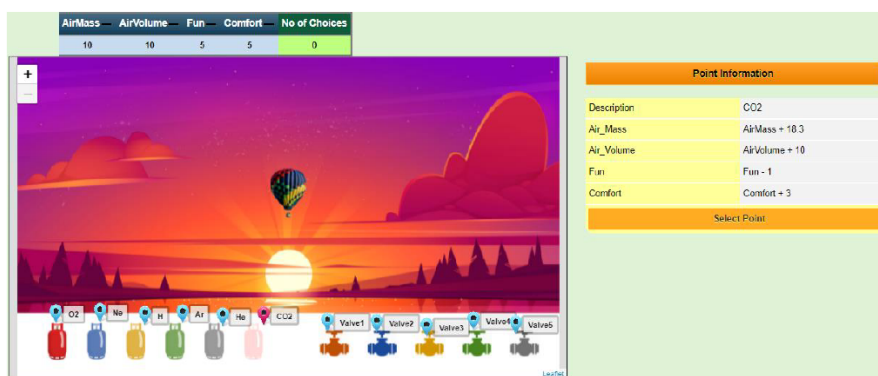 AirMass AirVolume Fun Comfort No of Choices
10 10 5 5 0
+
−
Point Information
Description CO2
Air_Mass AirMass + 18.3
Air_Volume AirVolume + 10
Fun Fun - 1
Comfort Comfort + 3
Select Point
O2 Ne H Ar He CO2 Valve1 Valve2 Valve3 Valve4 Valve5
Leaflet